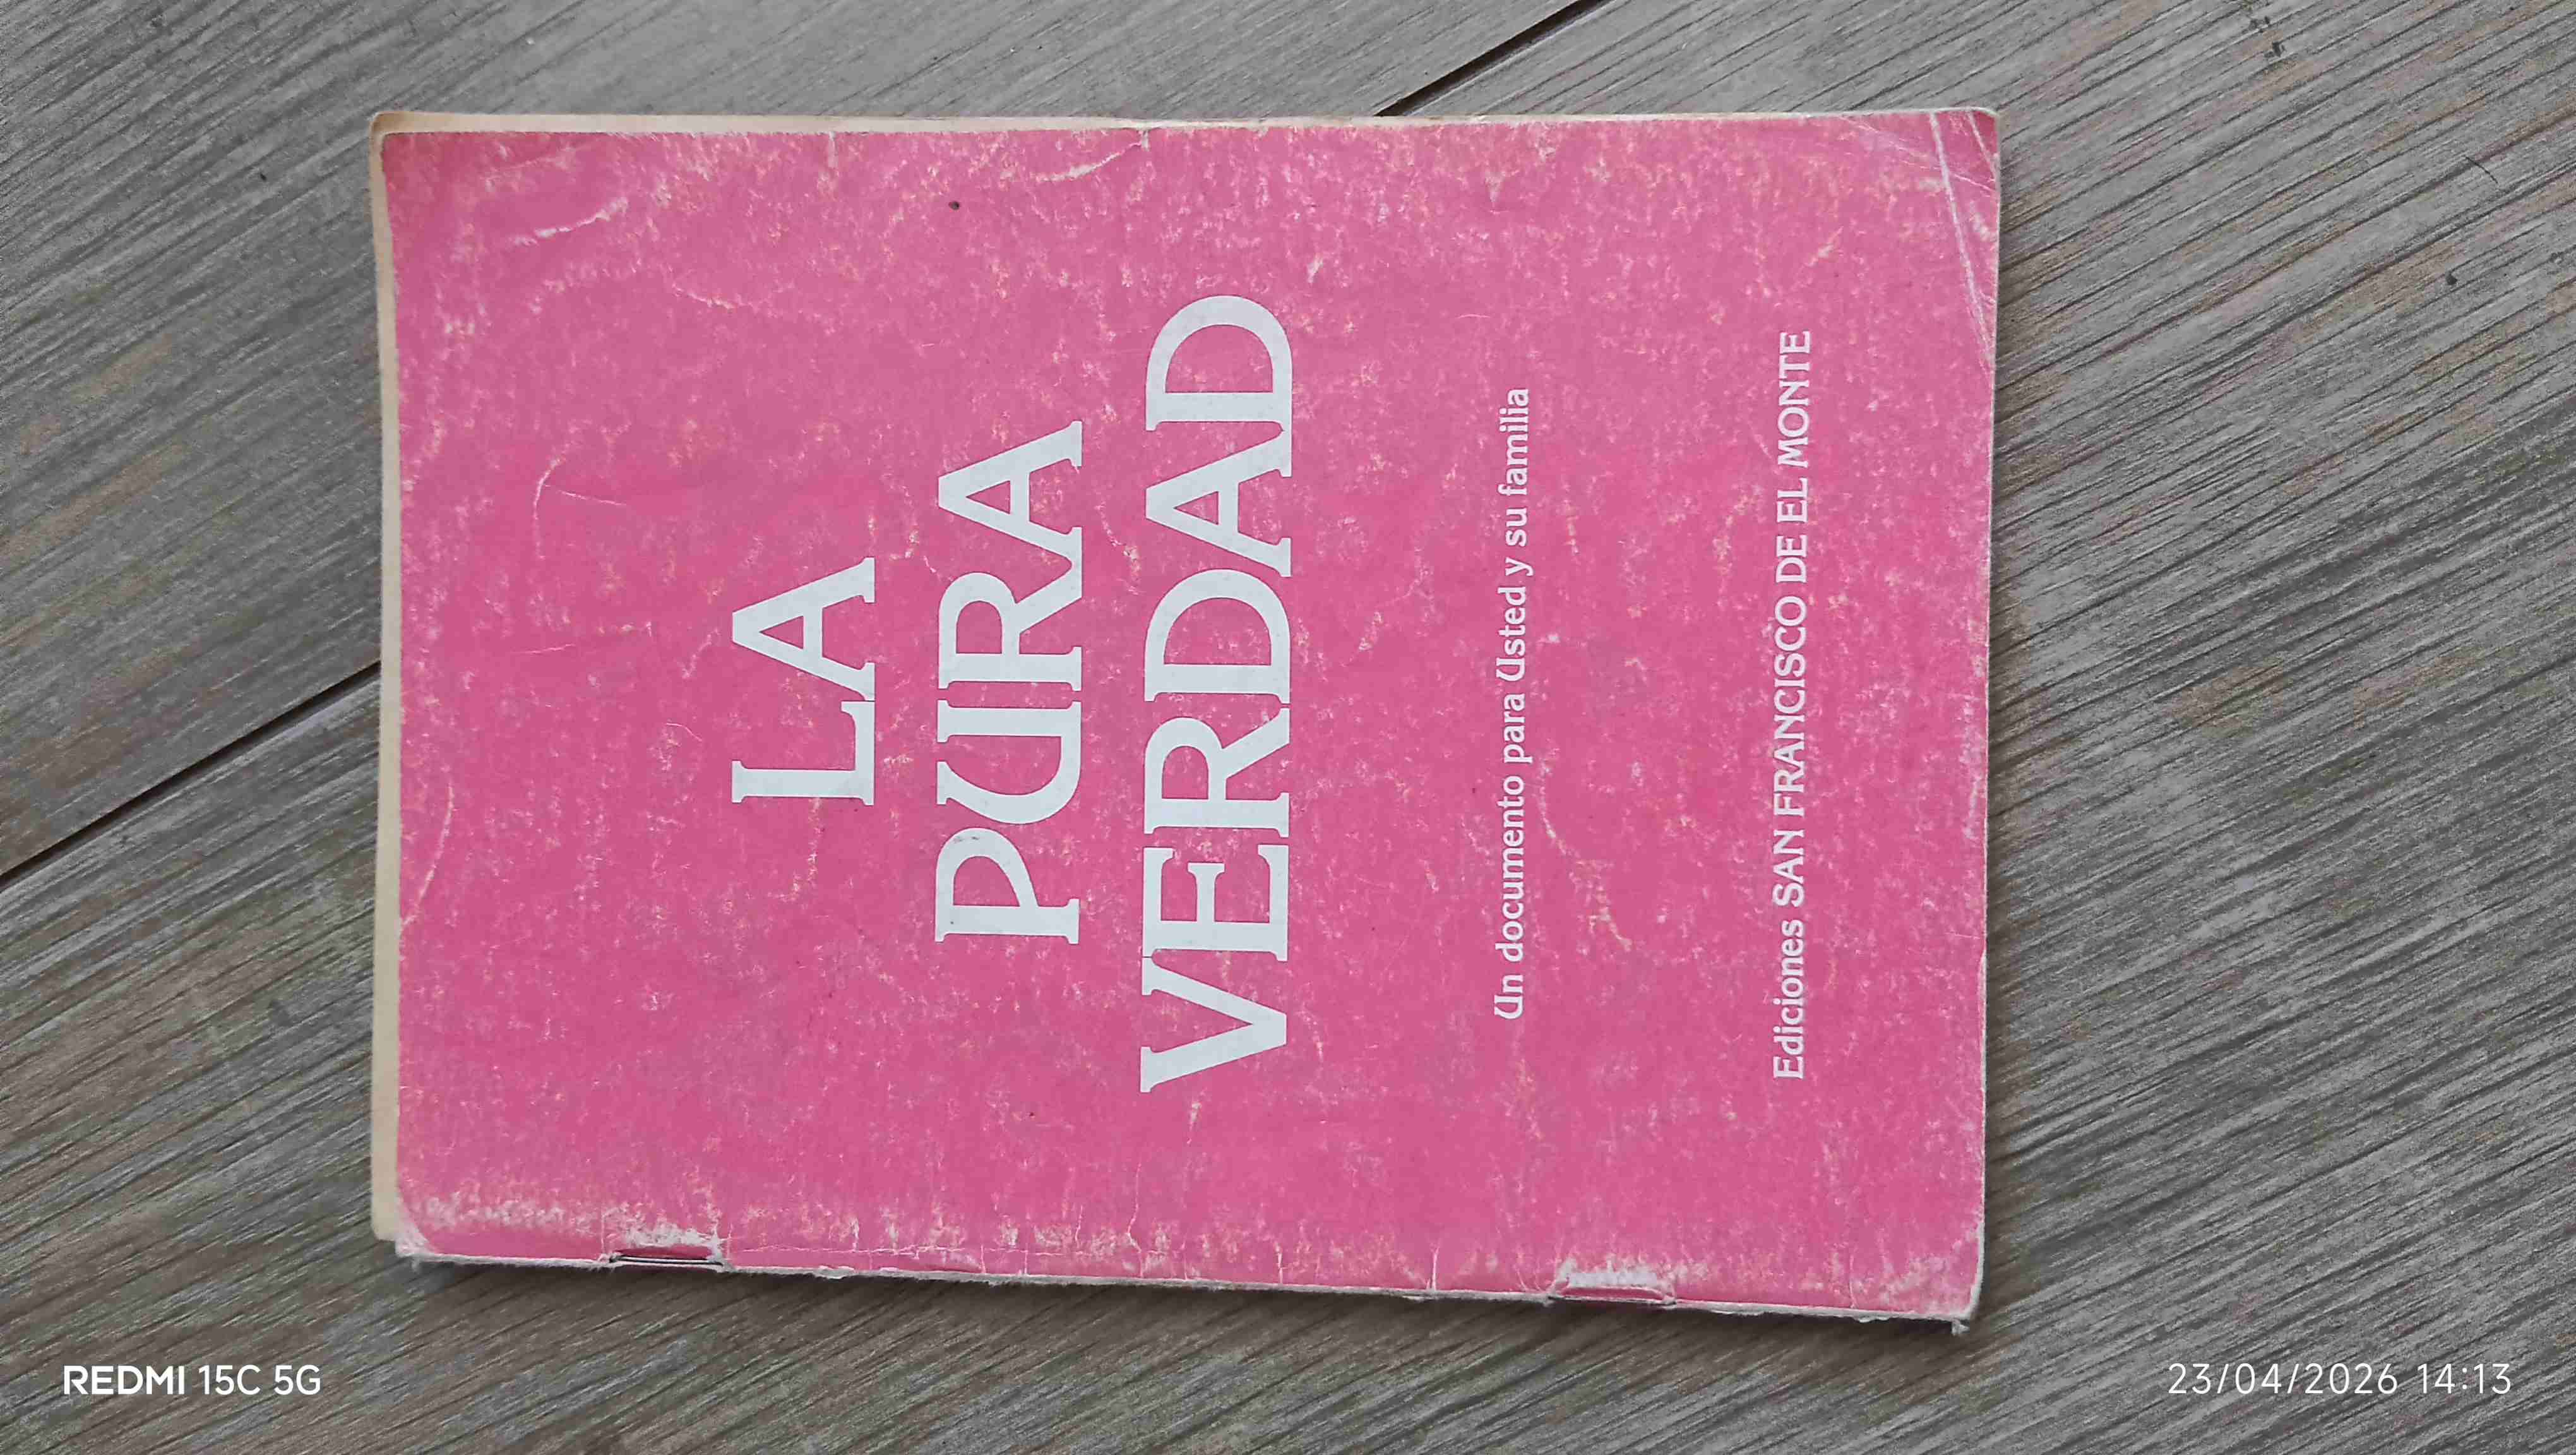 LA
PURA
VERDAD
Un documento para Usted y su familia
Ediciones SAN FRANCISCO DE EL MONTE
REDMI 15C 5G
23/04/2026 14:13